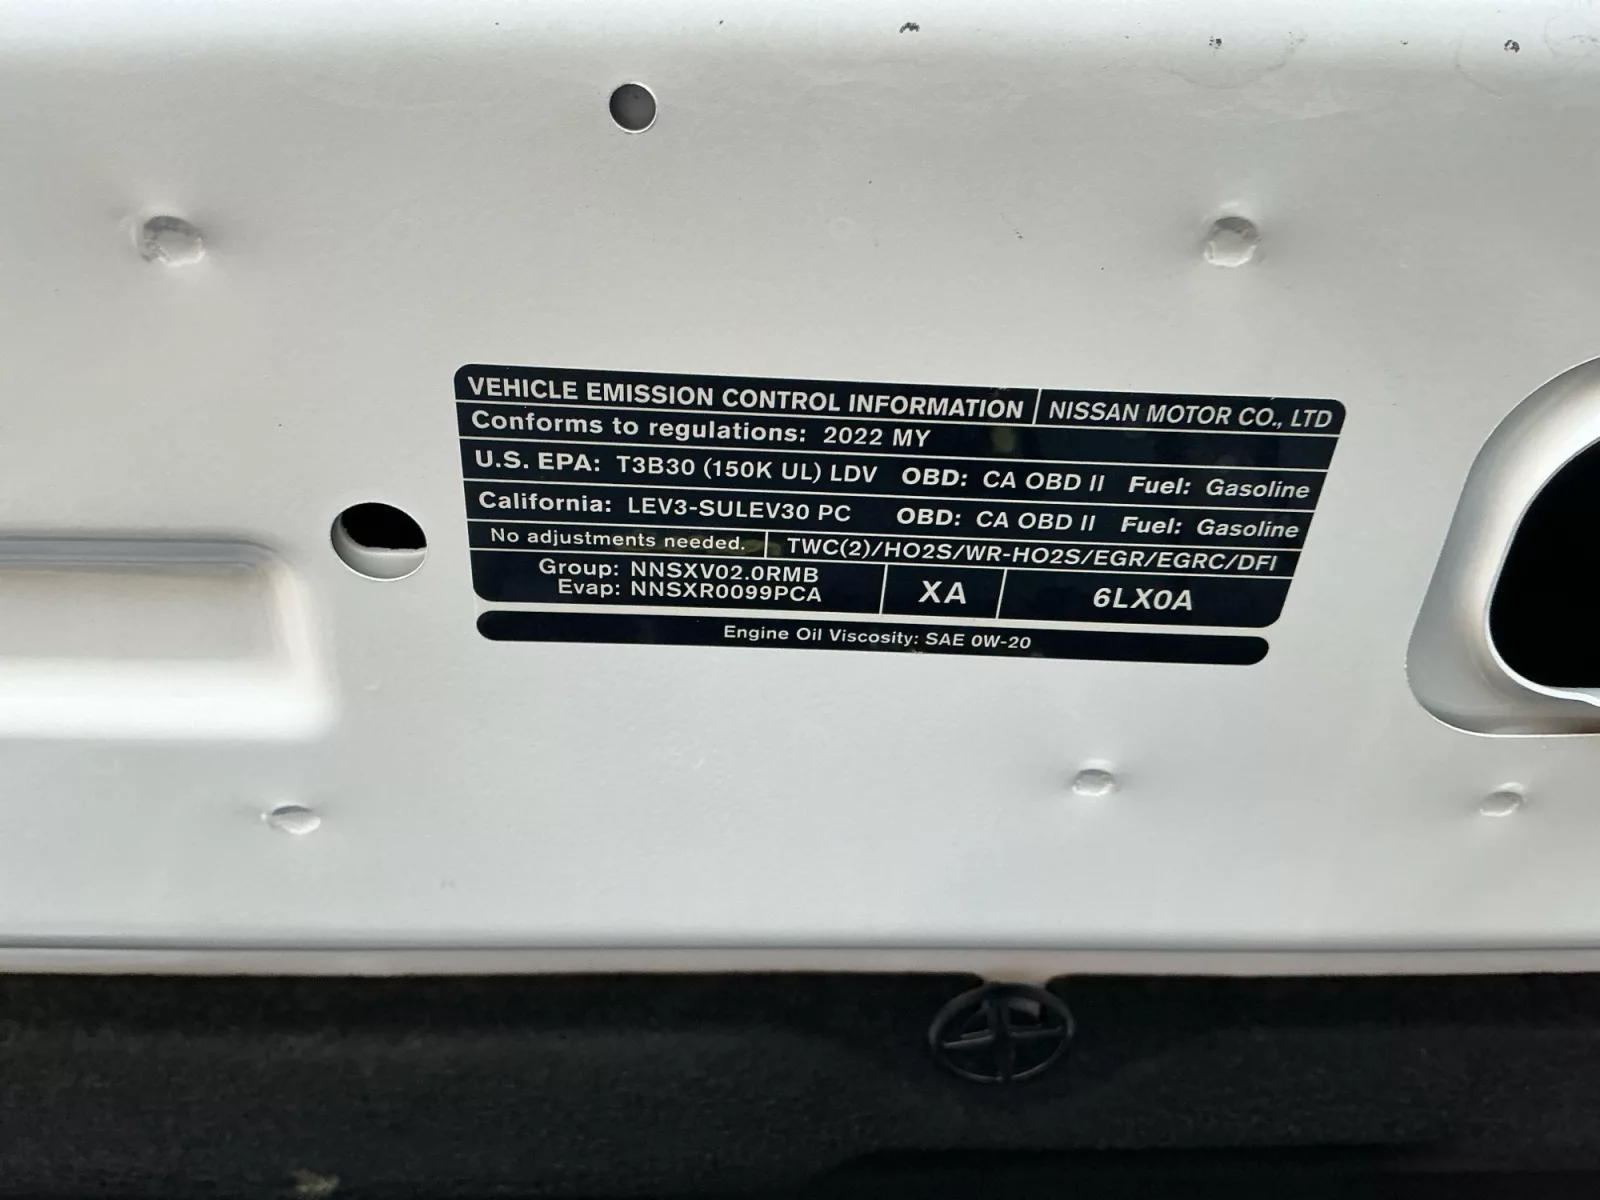 VEHICLE EMISSION CONTROL INFORMATION NISSAN MOTOR CO., LTD
Conforms to regulations: 2022 MY
U.S. EPA: T3B30 (150K UL) LDV OBD: CA OBD II Fuel: Gasoline
California: LEV3-SULEV30 PC OBD: CA OBD II Fuel: Gasoline
No adjustments needed. TWC(2)/HO2S/WR-HO2S/EGR/EGRC/DFI
Group: NNSXV02.0RMB
Evap: NNSXR0099PCA
XA
6LX0A
Engine Oil Viscosity: SAE 0W-20